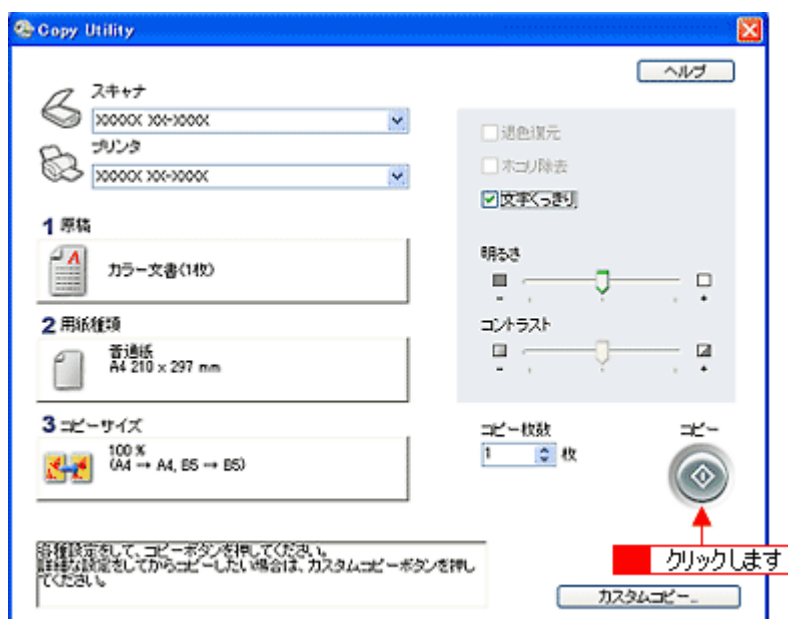 Copy Utility
ヘルプ
スキャナ
XXXXX XX-XXXX
プリンタ
XXXXX XX-XXXX
退色復元
ホコリ除去
文字くっきり
1 原稿
カラー文書(1枚)
明るさ
- +
2 用紙種類
普通紙
A4 210 x 297 mm
コントラスト
- +
3 コピーサイズ
100 %
(A4 → A4, B5 → B5)
コピー枚数
1 枚
コピー
クリックします
各種設定をして、コピーボタンを押してください。
詳細な設定をしてからコピーしたい場合は、カスタムコピーボタンを押し
てください。
カスタムコピー...